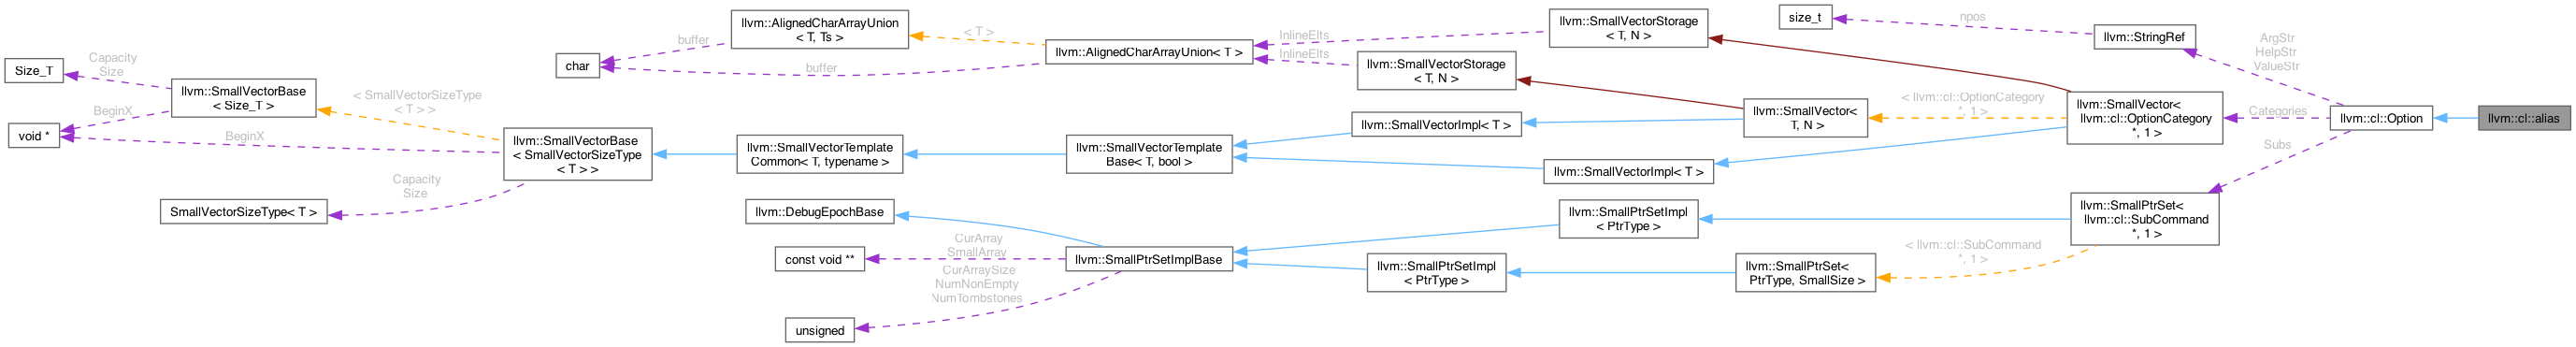 Size_T
void *
Capacity
Size
BeginX
BeginX
llvm::SmallVectorBase
< Size_T >
SmallVectorSizeType< T >
< SmallVectorSizeType
< T > >
Capacity
Size
llvm::SmallVectorBase
< SmallVectorSizeType
< T > >
char
buffer
buffer
llvm::AlignedCharArrayUnion
< T, Ts >
llvm::SmallVectorTemplate
Common< T, typename >
llvm::DebugEpochBase
const void **
unsigned
< T >
CurArray
SmallArray
CurArraySize
NumNonEmpty
NumTombstones
llvm::AlignedCharArrayUnion< T >
llvm::SmallVectorTemplate
Base< T, bool >
llvm::SmallPtrSetImplBase
InlineElts
InlineElts
llvm::SmallVectorStorage
< T, N >
llvm::SmallVectorStorage
< T, N >
llvm::SmallVectorImpl< T >
llvm::SmallVectorImpl< T >
llvm::SmallPtrSetImpl
< PtrType >
llvm::SmallPtrSetImpl
< PtrType >
size_t
llvm::SmallVector<
T, N >
llvm::SmallPtrSet<
PtrType, SmallSize >
npos
< llvm::cl::OptionCategory
*, 1 >
< llvm::cl::SubCommand
*, 1 >
llvm::StringRef
llvm::SmallVector<
llvm::cl::OptionCategory
*, 1 >
llvm::SmallPtrSet<
llvm::cl::SubCommand
*, 1 >
ArgStr
HelpStr
ValueStr
Categories
Subs
llvm::cl::Option
llvm::cl::alias